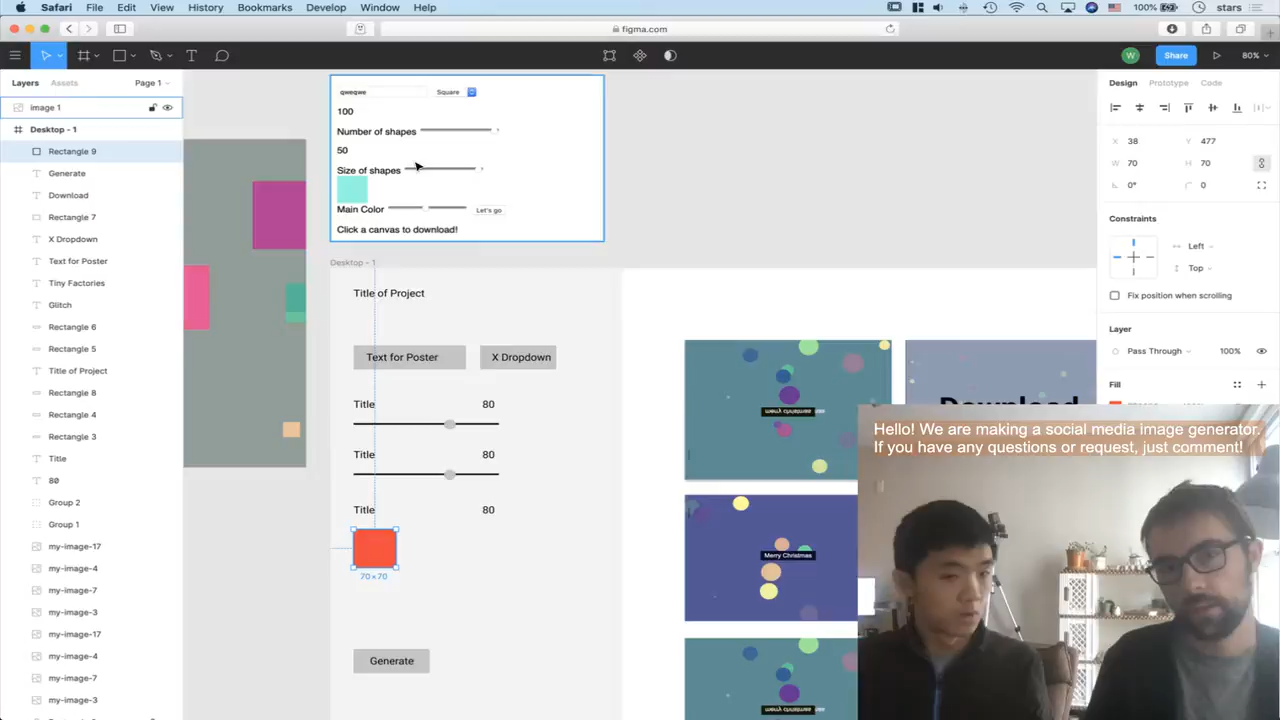 Safari File Edit View History Bookmarks Develop Window Help
100% stars
figma.com
W Share 80%
Layers Assets Page 1
image 1
Desktop - 1
Rectangle 9
Generate
Download
Rectangle 7
X Dropdown
Text for Poster
Tiny Factories
Glitch
Rectangle 6
Rectangle 5
Title of Project
Rectangle 8
Rectangle 4
Rectangle 3
Title
80
Group 2
Group 1
my-image-17
my-image-4
my-image-7
my-image-3
my-image-17
my-image-4
my-image-7
my-image-3
qweqwe Square
100
Number of shapes
50
Size of shapes
Main Color Let's go
Click a canvas to download!
Desktop - 1
Title of Project
Text for Poster X Dropdown
Title 80
Title 80
Title 80
70 × 70
Generate
merry christmas
Download
Merry Christmas
merry christmas
Design Prototype Code
X 38 Y 477
W 70 H 70
0° 0
Constraints
Left
Top
Fix position when scrolling
Layer
Pass Through 100%
Fill
Hello! We are making a social media image generator.
If you have any questions or request, just comment!